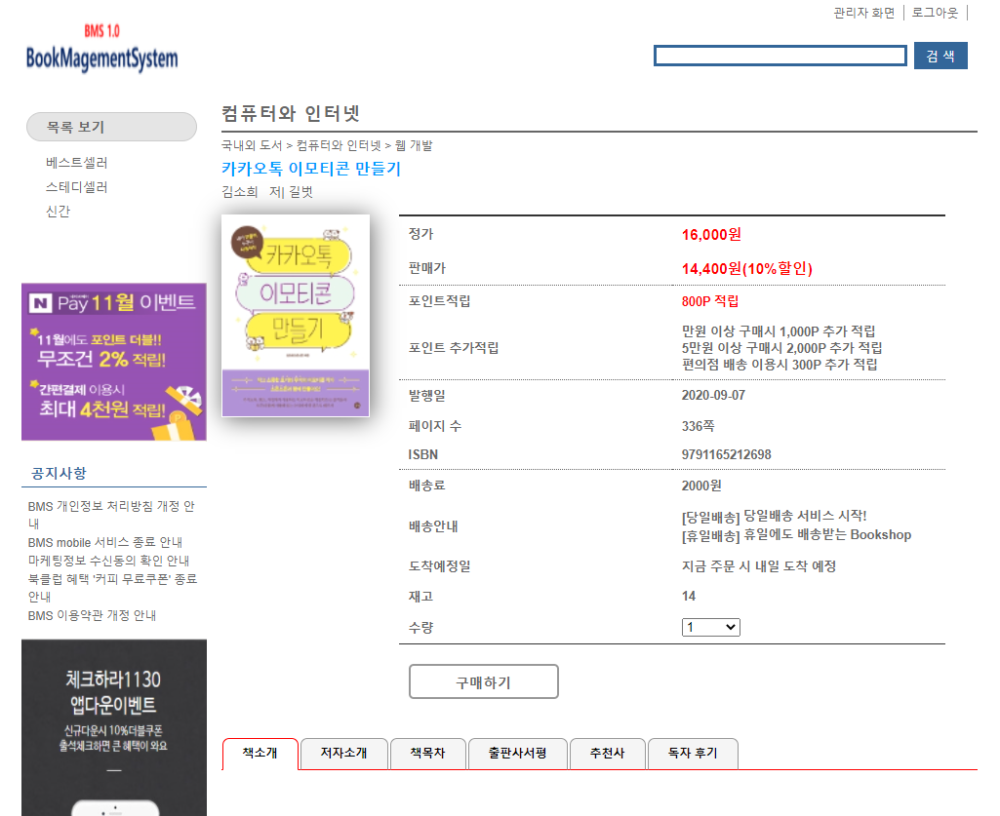 관리자 화면 | 로그아웃 |
BMS 1.0
BookMagementSystem
검 색
목록 보기
베스트셀러
스테디셀러
신간
N Pay 11월 이벤트
11월에도 포인트 더블!!
무조건 2% 적립!
간편결제 이용시
최대 4천원 적립!
공지사항
BMS 개인정보 처리방침 개정 안
내
BMS mobile 서비스 종료 안내
마케팅정보 수신동의 확인 안내
북클럽 혜택 '커피 무료쿠폰' 종료
안내
BMS 이용약관 개정 안내
체크하라1130
앱다운이벤트
신규다운시 10%더블쿠폰
출석체크하면 큰 혜택이 와요
컴퓨터와 인터넷
국내외 도서 > 컴퓨터와 인터넷 > 웹 개발
카카오톡 이모티콘 만들기
김소희 저| 길벗
카카오톡
이모티콘
만들기
정가 16,000원
판매가 14,400원(10%할인)
포인트적립 800P 적립
포인트 추가적립 만원 이상 구매시 1,000P 추가 적립
5만원 이상 구매시 2,000P 추가 적립
편의점 배송 이용시 300P 추가 적립
발행일 2020-09-07
페이지 수 336쪽
ISBN 9791165212698
배송료 2000원
배송안내 [당일배송] 당일배송 서비스 시작!
[휴일배송] 휴일에도 배송받는 Bookshop
도착예정일 지금 주문 시 내일 도착 예정
재고 14
수량 1
구매하기
책소개 저자소개 책목차 출판사서평 추천사 독자 후기